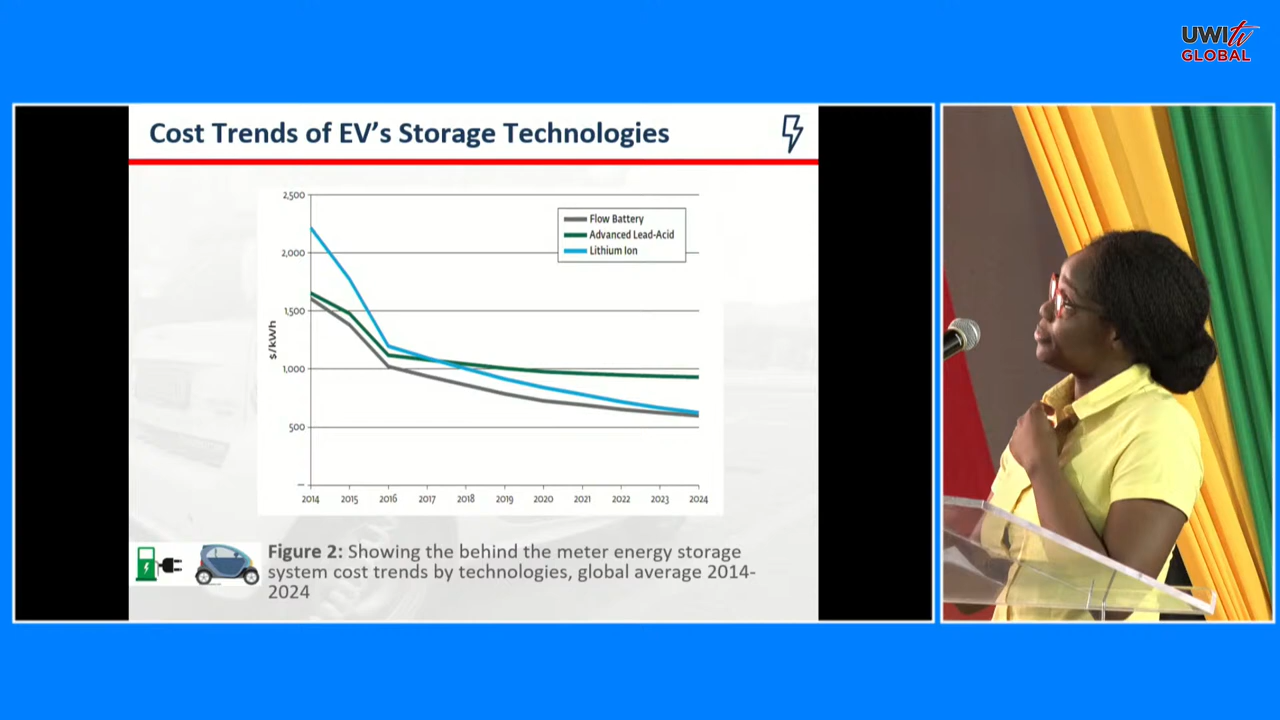 UWItv
GLOBAL
Cost Trends of EV's Storage Technologies
2,500
2,000
1,500
1,000
500
–
$/kWh
Flow Battery
Advanced Lead-Acid
Lithium Ion
2014 2015 2016 2017 2018 2019 2020 2021 2022 2023 2024
Figure 2: Showing the behind the meter energy storage
system cost trends by technologies, global average 2014-
2024